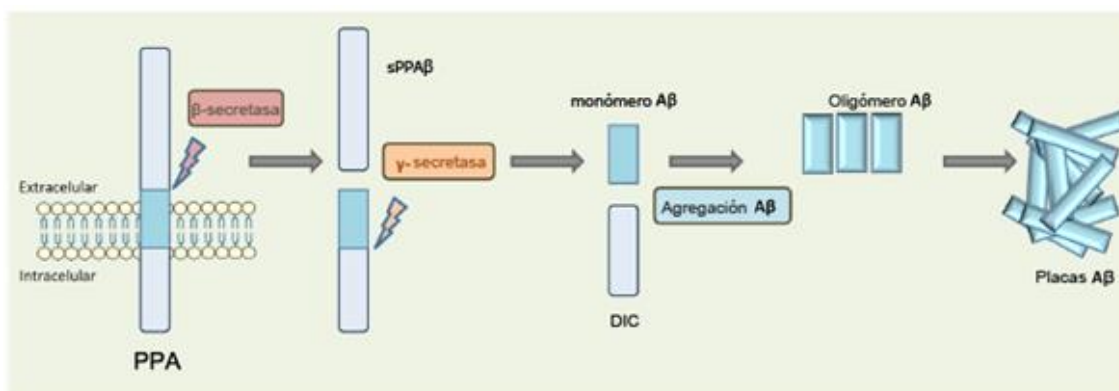 sPPAβ
β-secretasa
monómero Aβ
Oligómero Aβ
γ- secretasa
Extracelular
Agregación Aβ
Intracelular
Placas Aβ
DIC
PPA